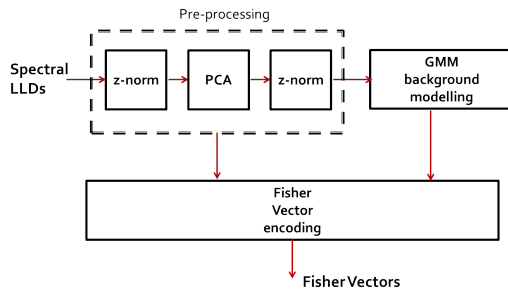 Pre-processing
Spectral
LLDs
z-norm
PCA
z-norm
GMM
background
modelling
Fisher
Vector
encoding
Fisher Vectors